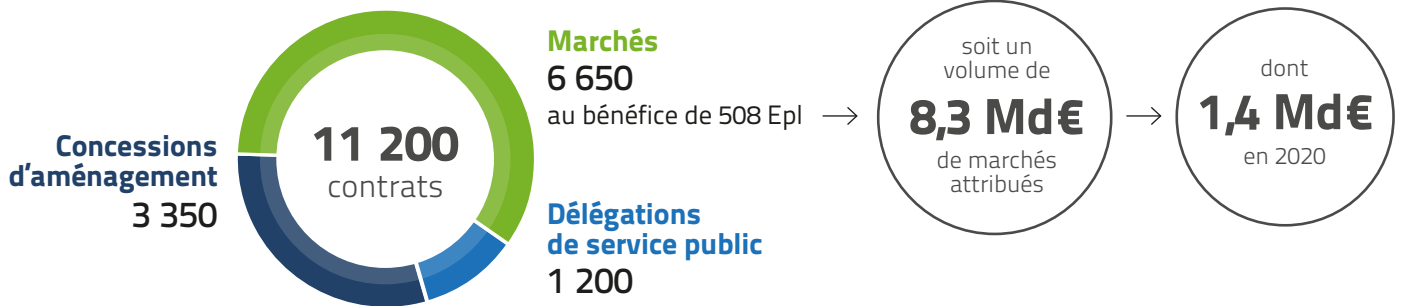 11 200
contrats
Marchés
6 650
au bénéfice de 508 Epl
soit un
volume de
8,3 Md€
de marchés
attribués
dont
1,4 Md€
en 2020
Concessions
d'aménagement
3 350
Délégations
de service public
1 200